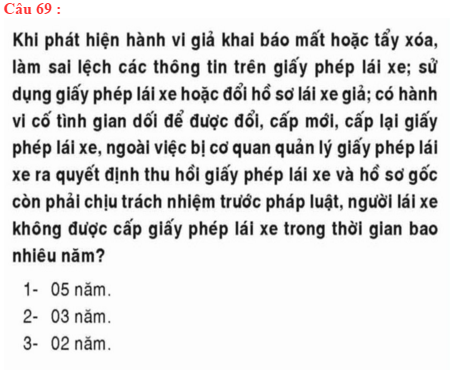 Câu 69 :
Khi phát hiện hành vi giả khai báo mất hoặc tẩy xóa,
làm sai lệch các thông tin trên giấy phép lái xe; sử
dụng giấy phép lái xe hoặc đổi hồ sơ lái xe giả; có hành
vi cố tình gian dối để được đổi, cấp mới, cấp lại giấy
phép lái xe, ngoài việc bị cơ quan quản lý giấy phép lái
xe ra quyết định thu hồi giấy phép lái xe và hồ sơ gốc
còn phải chịu trách nhiệm trước pháp luật, người lái xe
không được cấp giấy phép lái xe trong thời gian bao
nhiêu năm?
1- 05 năm.
2- 03 năm.
3- 02 năm.